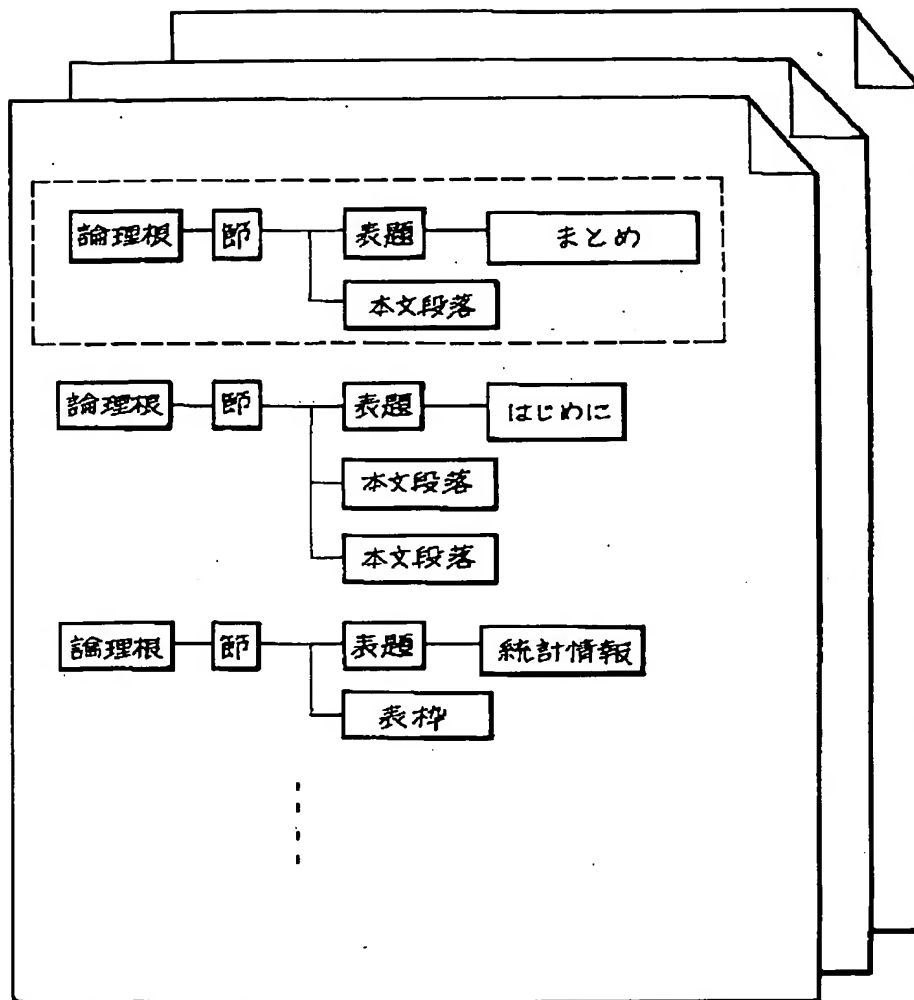 論理根 節 表題 まとめ
本文段落
論理根 節 表題 はじめに
本文段落
本文段落
論理根 節 表題 統計情報
表枠